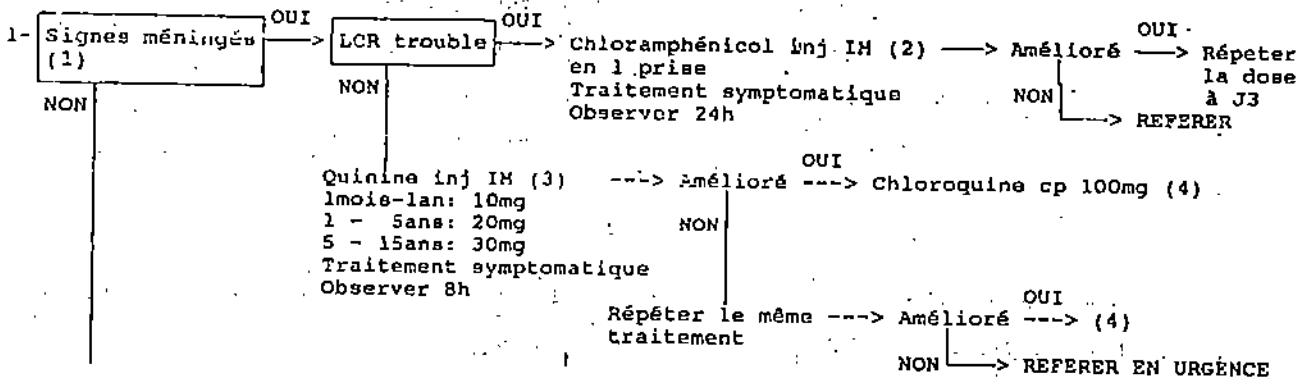 1- Signes méningés OUI LCR trouble OUI Chloramphénicol inj IM (2) Amélioré OUI Répeter
(1) en 1 prise la dose
NON NON Traitement symptomatique NON à J3
Observer 24h REFERER
Quinine inj IM (3) Amélioré OUI Chloroquine cp 100mg (4)
1mois-1an: 10mg
1 - 5ans: 20mg NON
5 - 15ans: 30mg
Traitement symptomatique
Observer 8h
Répéter le même Amélioré OUI (4)
traitement
NON REFERER EN URGENCE